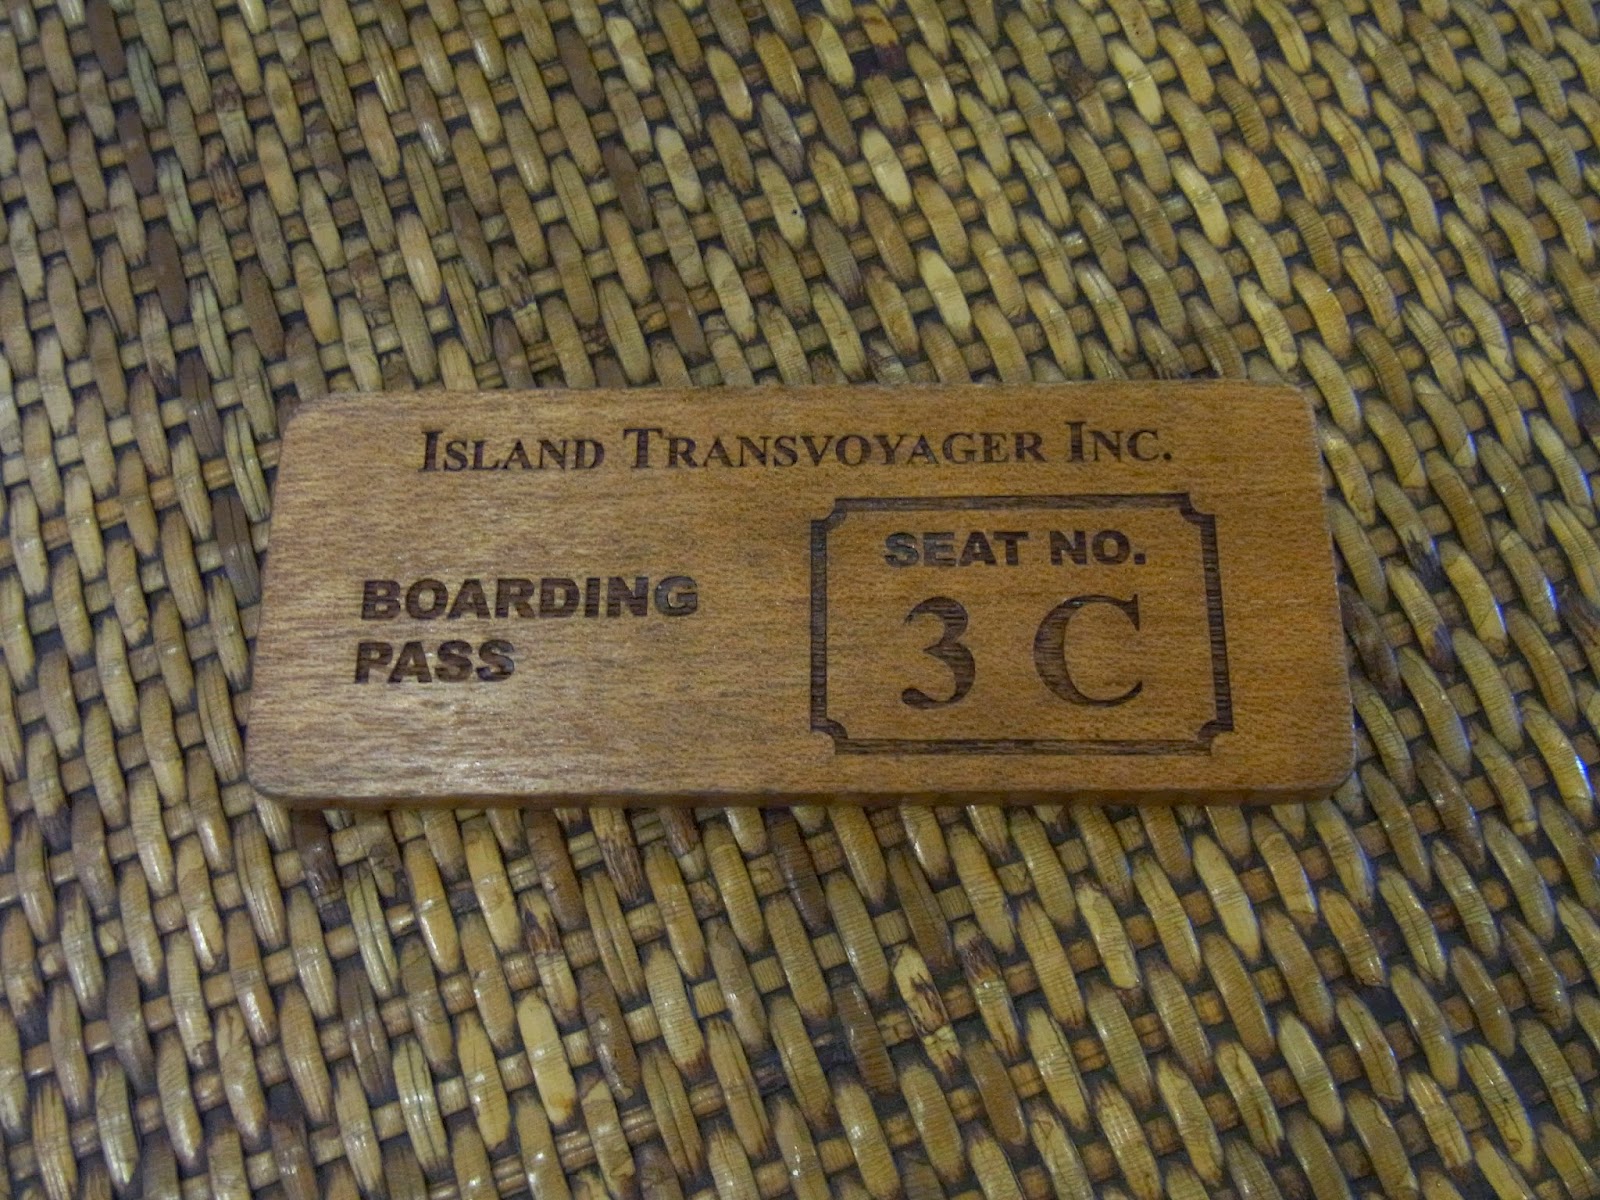 ISLAND TRANSVOYAGER INC.
BOARDING
PASS
SEAT NO.
3 C